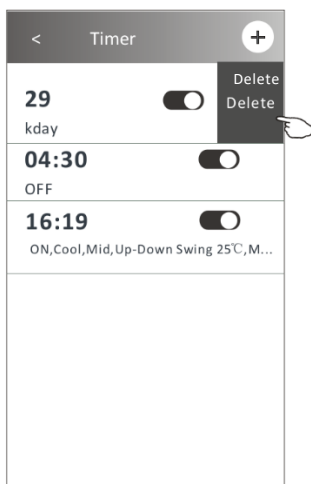 < Timer +
Delete
29 Delete
kday
04:30
OFF
16:19
ON,Cool,Mid,Up-Down Swing 25℃,M...